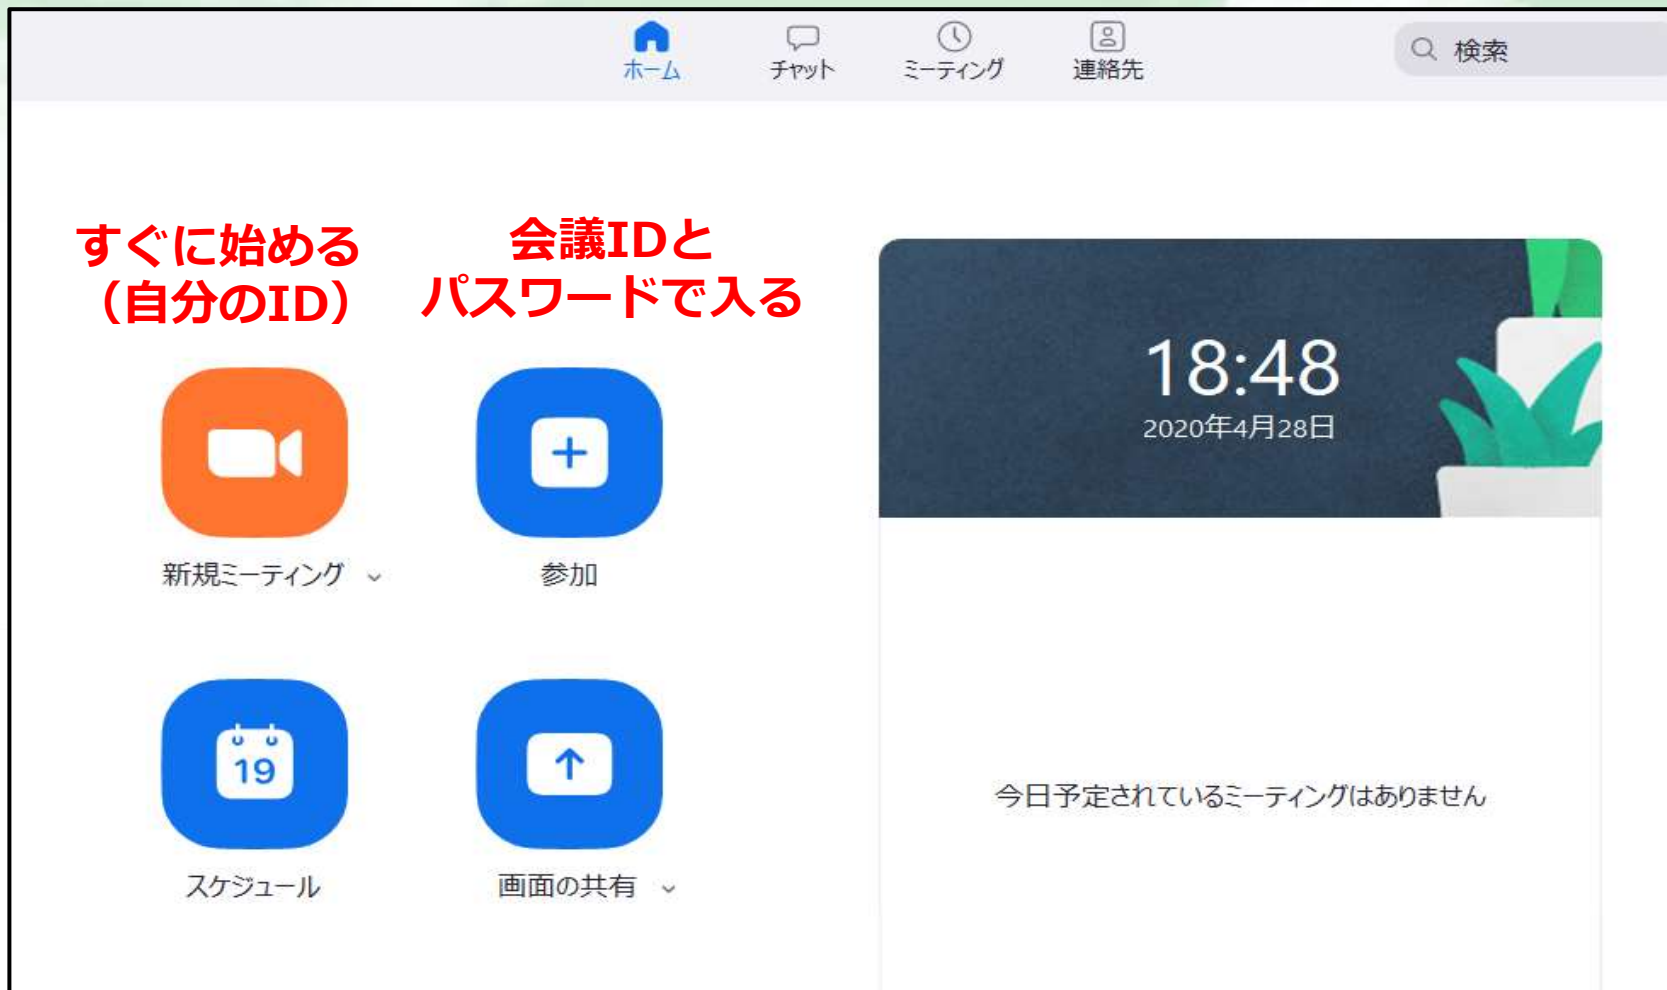 ホーム
チャット
ミーティング
連絡先
検索
すぐに始める
（自分のID）
会議IDと
パスワードで入る
18:48
2020年4月28日
新規ミーティング
参加
19
スケジュール
画面の共有
今日予定されているミーティングはありません